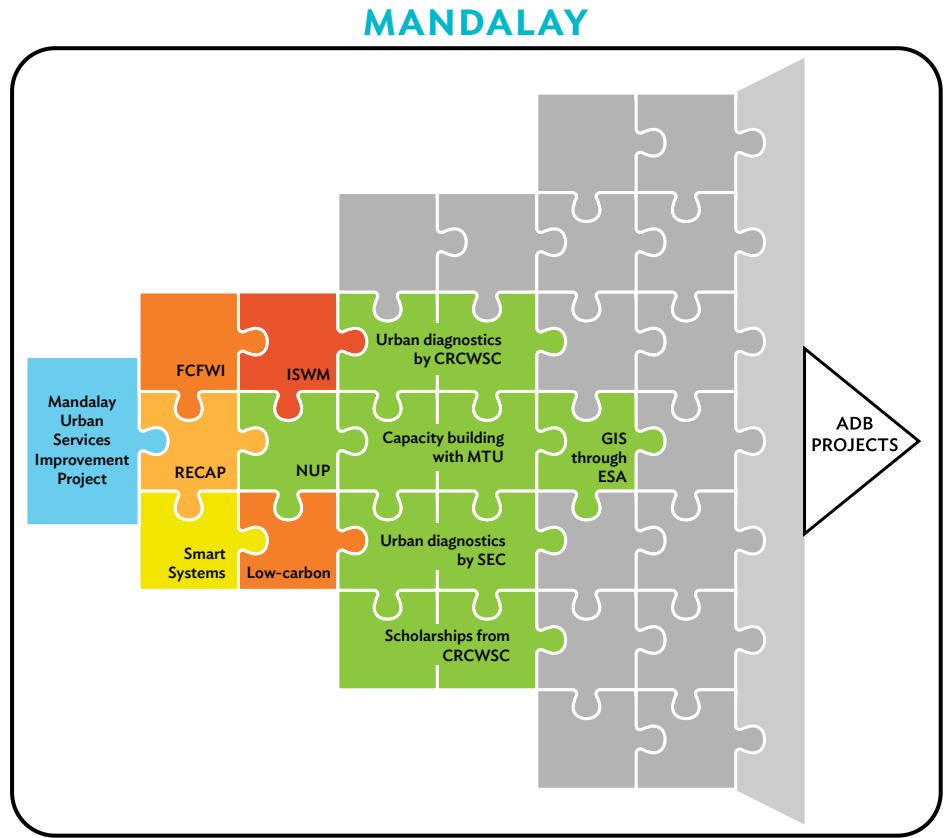 MANDALAY
Mandalay
Urban
Services
Improvement
Project
FCFWI
ISWM
RECAP
NUP
Smart
Systems
Low-carbon
Urban diagnostics
by CRCWSC
Capacity building
with MTU
GIS
through
ESA
Urban diagnostics
by SEC
Scholarships from
CRCWSC
ADB
PROJECTS